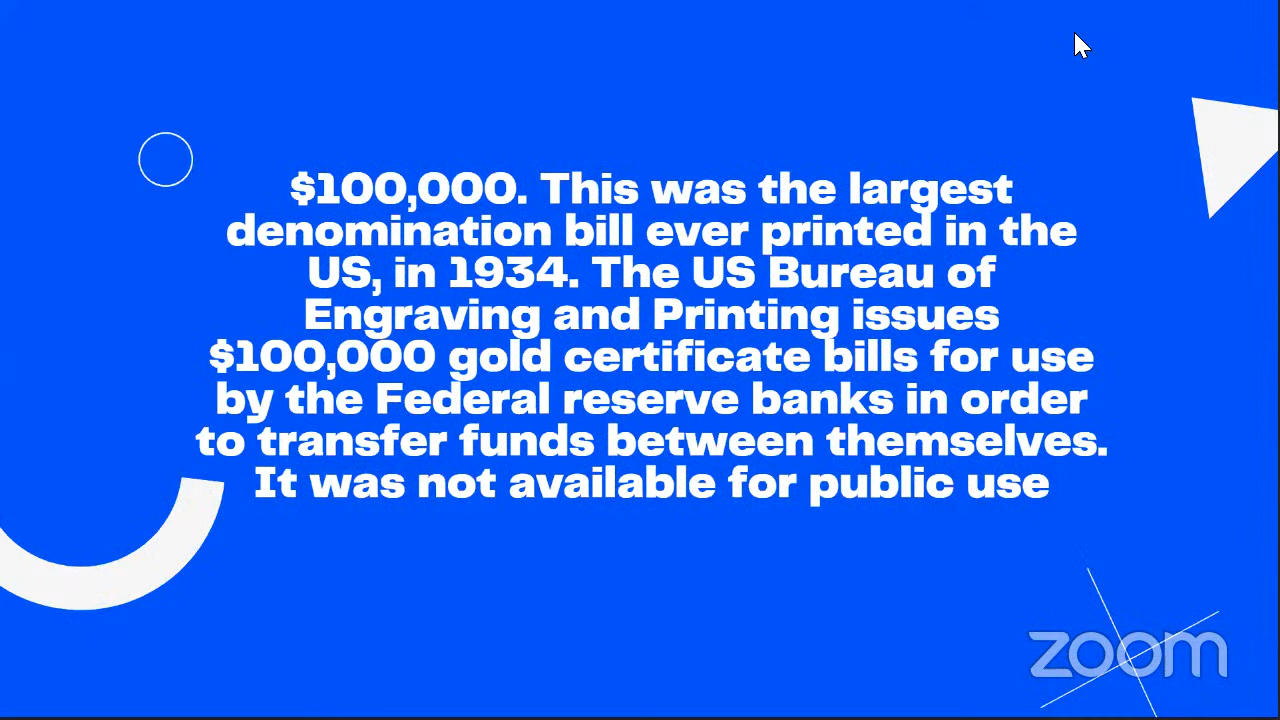 $100,000. This was the largest
denomination bill ever printed in the
US, in 1934. The US Bureau of
Engraving and Printing issues
$100,000 gold certificate bills for use
by the Federal reserve banks in order
to transfer funds between themselves.
It was not available for public use
zoom